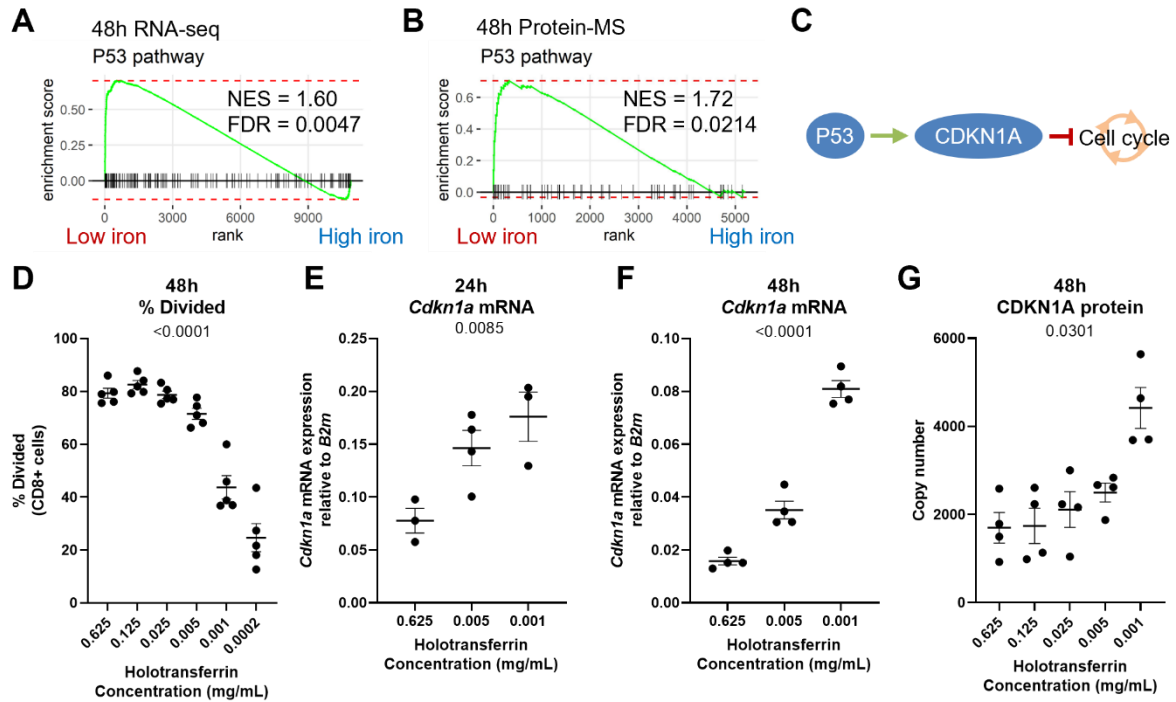 A
48h RNA-seq
P53 pathway
enrichment score
0.50
0.25
0.00
NES = 1.60
FDR = 0.0047
0
3000
6000
9000
rank
Low iron
High iron
B
48h Protein-MS
P53 pathway
enrichment score
0.6
0.4
0.2
0.0
NES = 1.72
FDR = 0.0214
0
1000
2000
3000
4000
5000
rank
Low iron
High iron
C
P53
CDKN1A
Cell cycle
D
48h
% Divided
<0.0001
% Divided
(CD8+ cells)
100
80
60
40
20
0
0.625
0.125
0.025
0.005
0.001
0.0002
Holotransferrin
Concentration (mg/mL)
E
24h
Cdkn1a mRNA
0.0085
Cdkn1a mRNA expression
relative to B2m
0.25
0.20
0.15
0.10
0.05
0.00
0.625
0.005
0.001
Holotransferrin
Concentration (mg/mL)
F
48h
Cdkn1a mRNA
<0.0001
Cdkn1a mRNA expression
relative to B2m
0.10
0.08
0.06
0.04
0.02
0.00
0.625
0.005
0.001
Holotransferrin
Concentration (mg/mL)
G
48h
CDKN1A protein
0.0301
Copy number
6000
4000
2000
0
0.625
0.125
0.025
0.005
0.001
Holotransferrin
Concentration (mg/mL)